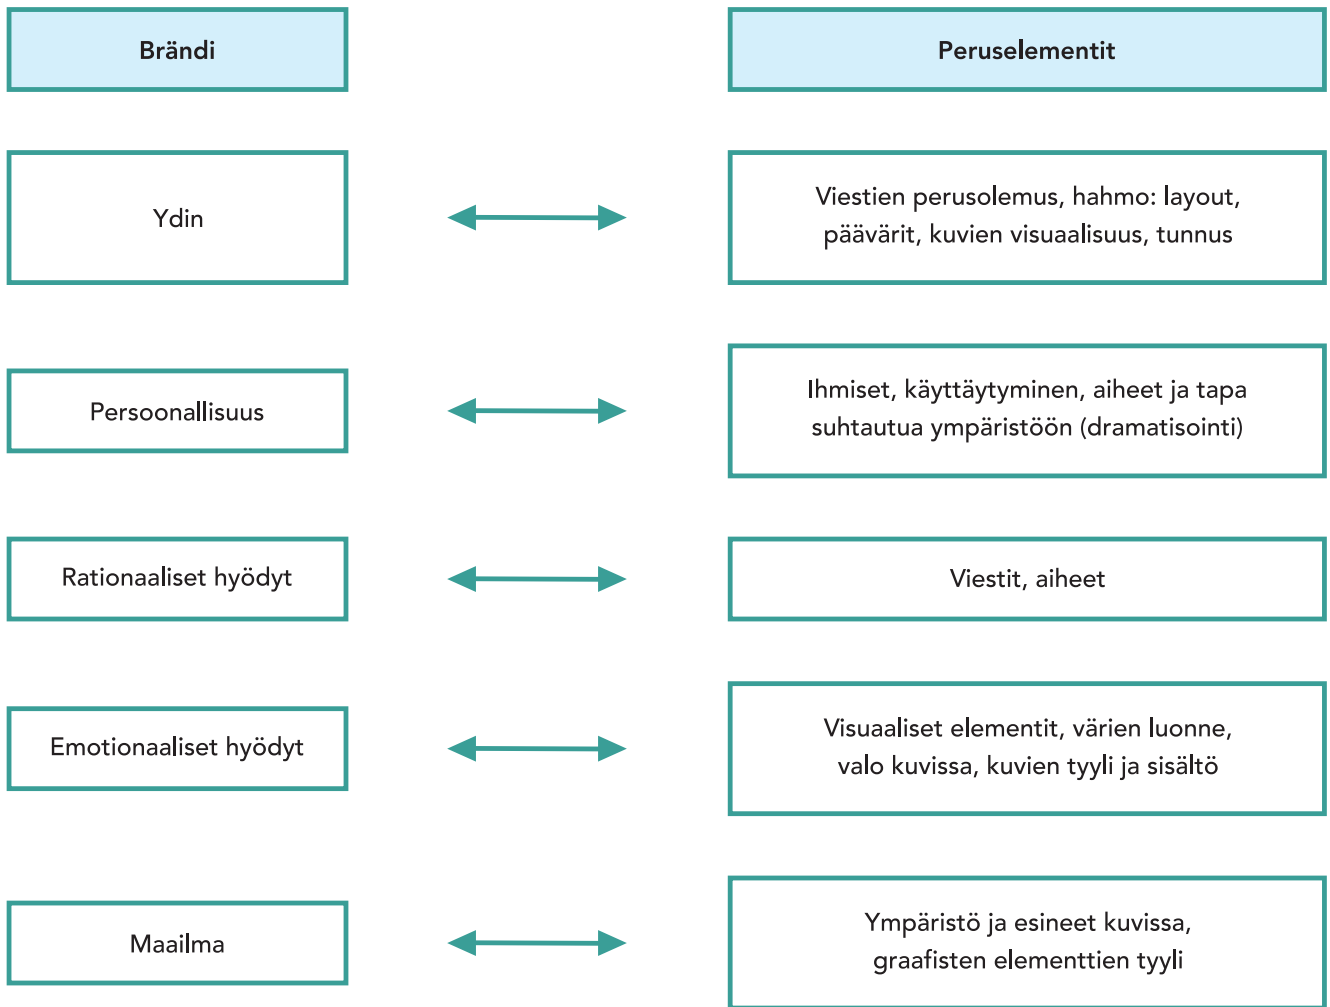 Brändi
Peruselementit
Ydin
Viestien perusolemus, hahmo: layout,
päävärit, kuvien visuaalisuus, tunnus
Persoonallisuus
Ihmiset, käyttäytyminen, aiheet ja tapa
suhtautua ympäristöön (dramatisointi)
Rationaaliset hyödyt
Viestit, aiheet
Emotionaaliset hyödyt
Visuaaliset elementit, värien luonne,
valo kuvissa, kuvien tyyli ja sisältö
Maailma
Ympäristö ja esineet kuvissa,
graafisten elementtien tyyli